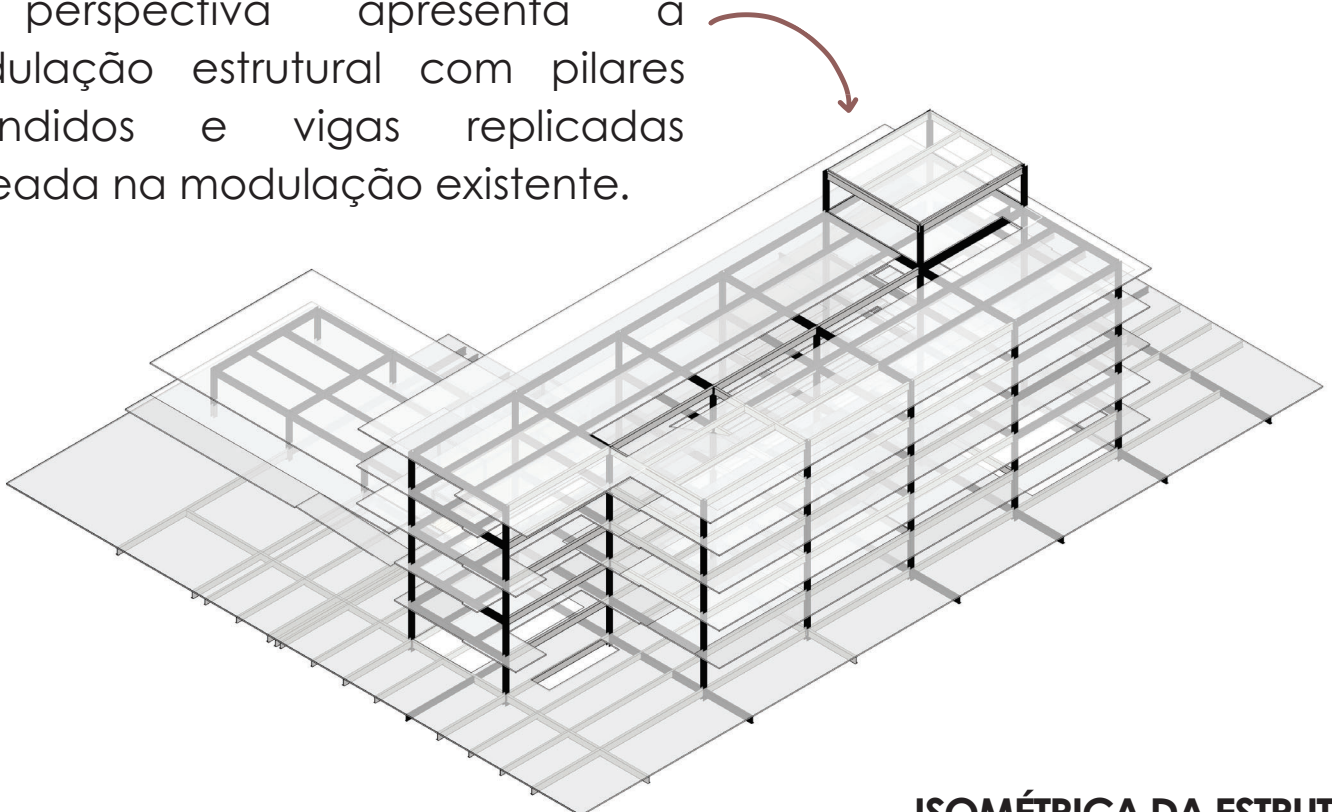 perspectiva apresenta a
dulação estrutural com pilares
ndidos e vigas replicadas
eada na modulação existente.
ISOMÉTRICA DA ESTRUT